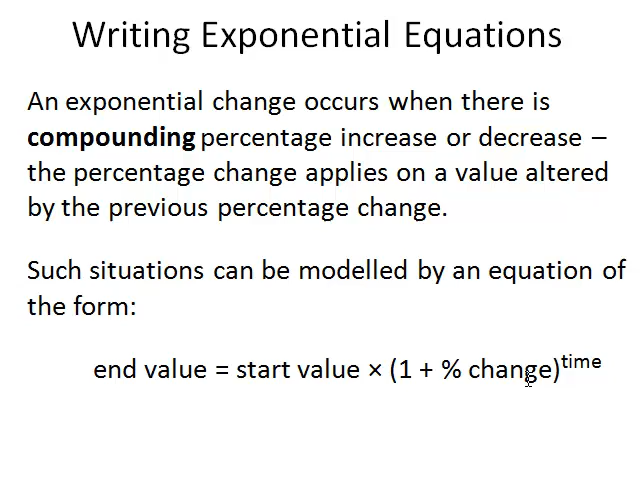 Writing Exponential Equations
An exponential change occurs when there is
compounding percentage increase or decrease –
the percentage change applies on a value altered
by the previous percentage change.
Such situations can be modelled by an equation of
the form:
end value = start value × (1 + % change)^time